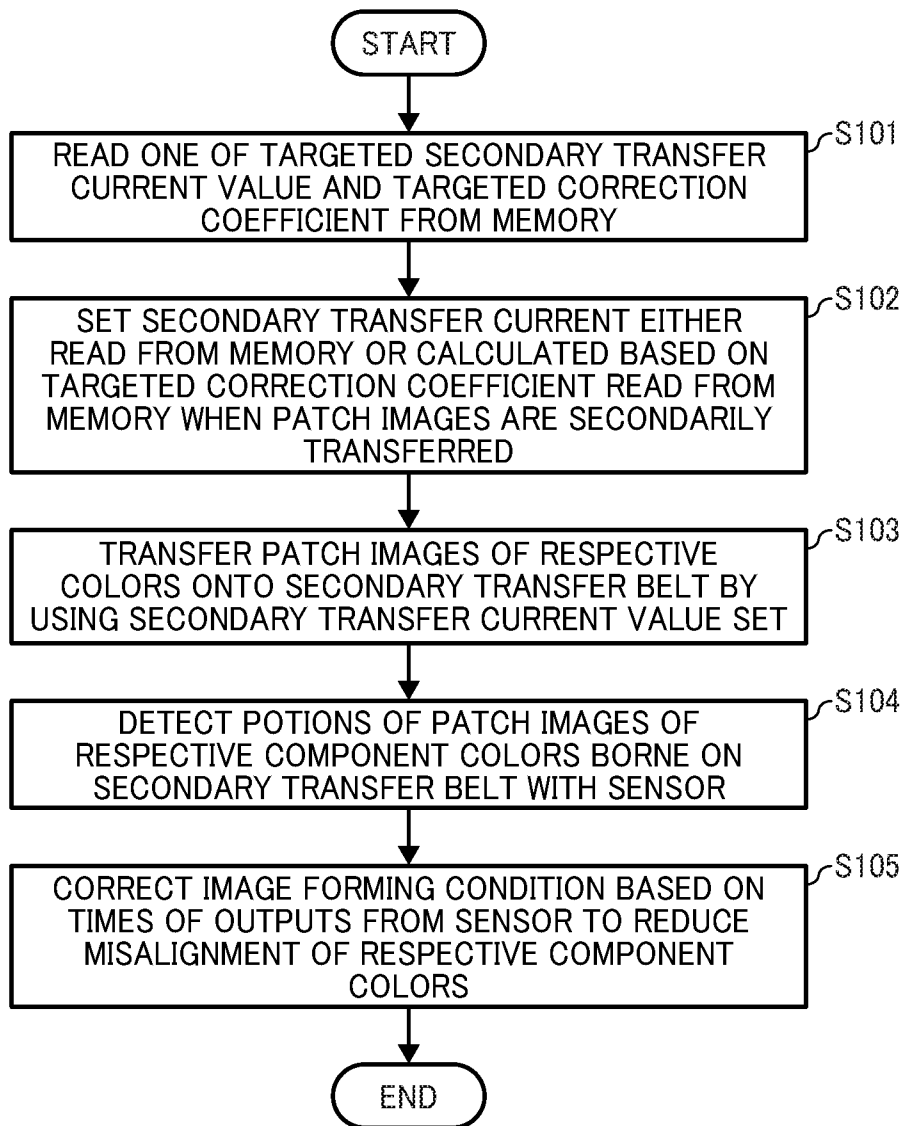 START
S101
READ ONE OF TARGETED SECONDARY TRANSFER
CURRENT VALUE AND TARGETED CORRECTION
COEFFICIENT FROM MEMORY
S102
SET SECONDARY TRANSFER CURRENT EITHER
READ FROM MEMORY OR CALCULATED BASED ON
TARGETED CORRECTION COEFFICIENT READ FROM
MEMORY WHEN PATCH IMAGES ARE SECONDARILY
TRANSFERRED
S103
TRANSFER PATCH IMAGES OF RESPECTIVE
COLORS ONTO SECONDARY TRANSFER BELT BY
USING SECONDARY TRANSFER CURRENT VALUE SET
S104
DETECT POTIONS OF PATCH IMAGES OF
RESPECTIVE COMPONENT COLORS BORNE ON
SECONDARY TRANSFER BELT WITH SENSOR
S105
CORRECT IMAGE FORMING CONDITION BASED ON
TIMES OF OUTPUTS FROM SENSOR TO REDUCE
MISALIGNMENT OF RESPECTIVE COMPONENT
COLORS
END